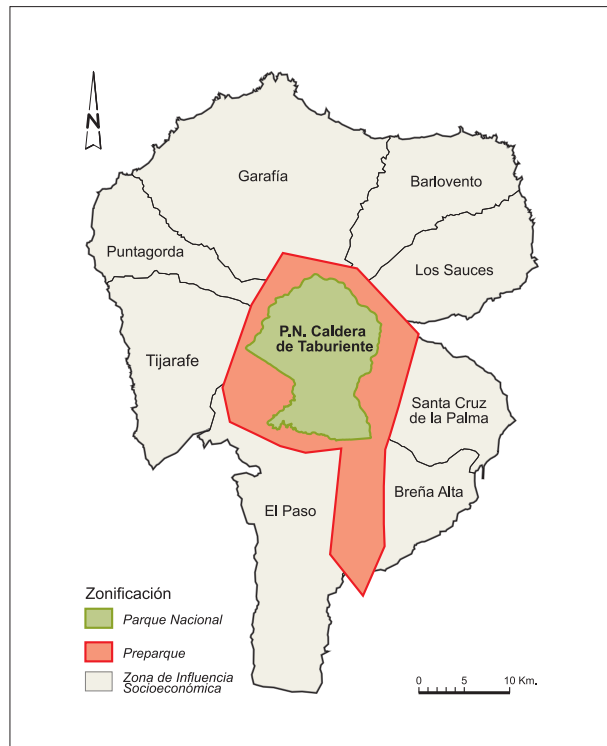 N
Garafía
Barlovento
Puntagorda
Los Sauces
P.N. Caldera
de Taburiente
Tijarafe
Santa Cruz
de la Palma
Breña Alta
El Paso
Zonificación
Parque Nacional
Preparque
Zona de Influencia
Socioeconómica
0 5 10 Km.